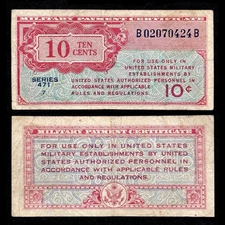 MILITARY PAYMENT CERTIFICATE
10 TEN CENTS
B02070424B
FOR USE ONLY IN UNITED
STATES MILITARY
ESTABLISHMENTS BY
UNITED STATES AUTHORIZED PERSONNEL IN
ACCORDANCE WITH APPLICABLE
RULES AND REGULATIONS.
SERIES
471
7
10¢
MILITARY PAYMENT CERTIFICATE
FOR USE ONLY IN UNITED STATES
MILITARY ESTABLISHMENTS BY UNITED
STATES AUTHORIZED PERSONNEL IN
ACCORDANCE WITH APPLICABLE RULES
AND REGULATIONS.